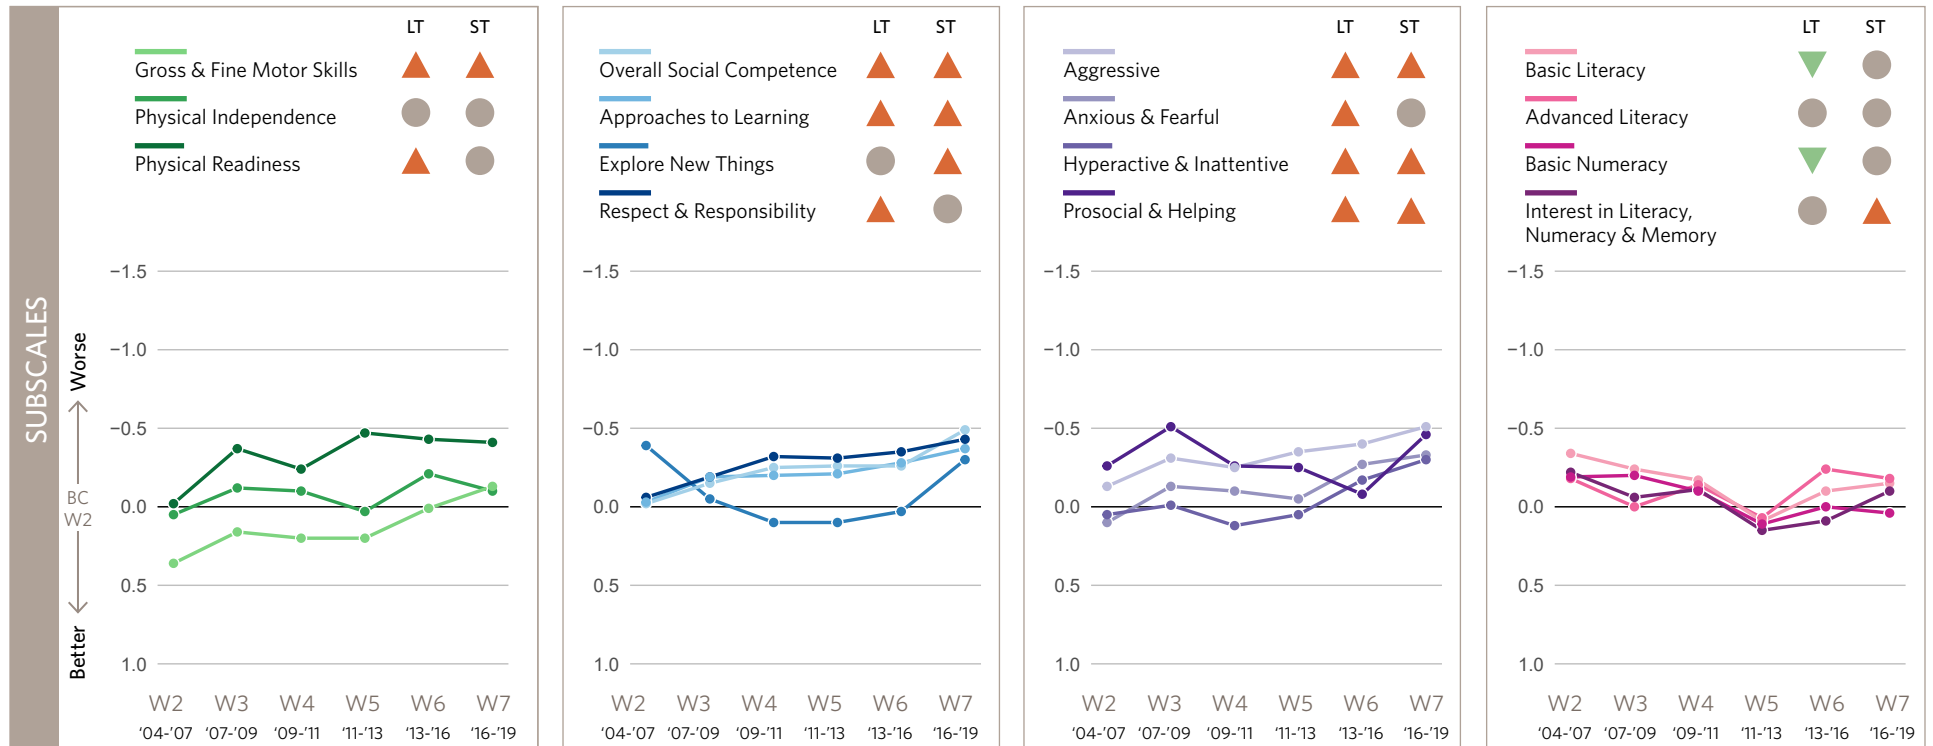 SUBSCALES
Worse
BC
W2
Better
LT ST
Gross & Fine Motor Skills
Physical Independence
Physical Readiness
−1.5
−1.0
−0.5
0.0
0.5
1.0
W2 W3 W4 W5 W6 W7
‘04-’07 ‘07-’09 ‘09-’11 ‘11-’13 ‘13-’16 ‘16-’19
LT ST
Overall Social Competence
Approaches to Learning
Explore New Things
Respect & Responsibility
−1.5
−1.0
−0.5
0.0
0.5
1.0
W2 W3 W4 W5 W6 W7
‘04-’07 ‘07-’09 ‘09-’11 ‘11-’13 ‘13-’16 ‘16-’19
LT ST
Aggressive
Anxious & Fearful
Hyperactive & Inattentive
Prosocial & Helping
−1.5
−1.0
−0.5
0.0
0.5
1.0
W2 W3 W4 W5 W6 W7
‘04-’07 ‘07-’09 ‘09-’11 ‘11-’13 ‘13-’16 ‘16-’19
LT ST
Basic Literacy
Advanced Literacy
Basic Numeracy
Interest in Literacy,
Numeracy & Memory
−1.5
−1.0
−0.5
0.0
0.5
1.0
W2 W3 W4 W5 W6 W7
‘04-’07 ‘07-’09 ‘09-’11 ‘11-’13 ‘13-’16 ‘16-’19